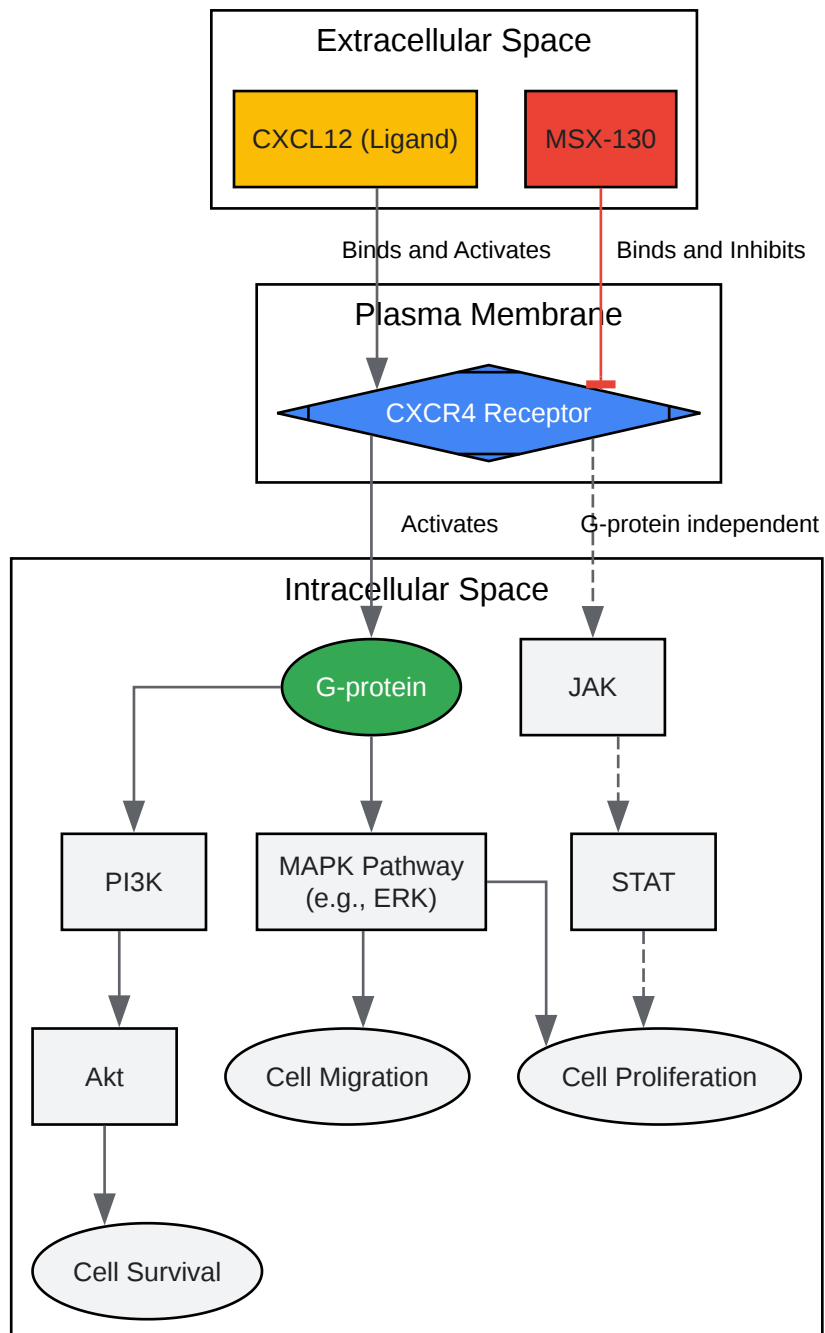 Extracellular Space
CXCL12 (Ligand)
MSX-130
Binds and Activates
Binds and Inhibits
Plasma Membrane
CXCR4 Receptor
Activates
G-protein independent
Intracellular Space
G-protein
JAK
PI3K
MAPK Pathway
(e.g., ERK)
STAT
Akt
Cell Migration
Cell Proliferation
Cell Survival